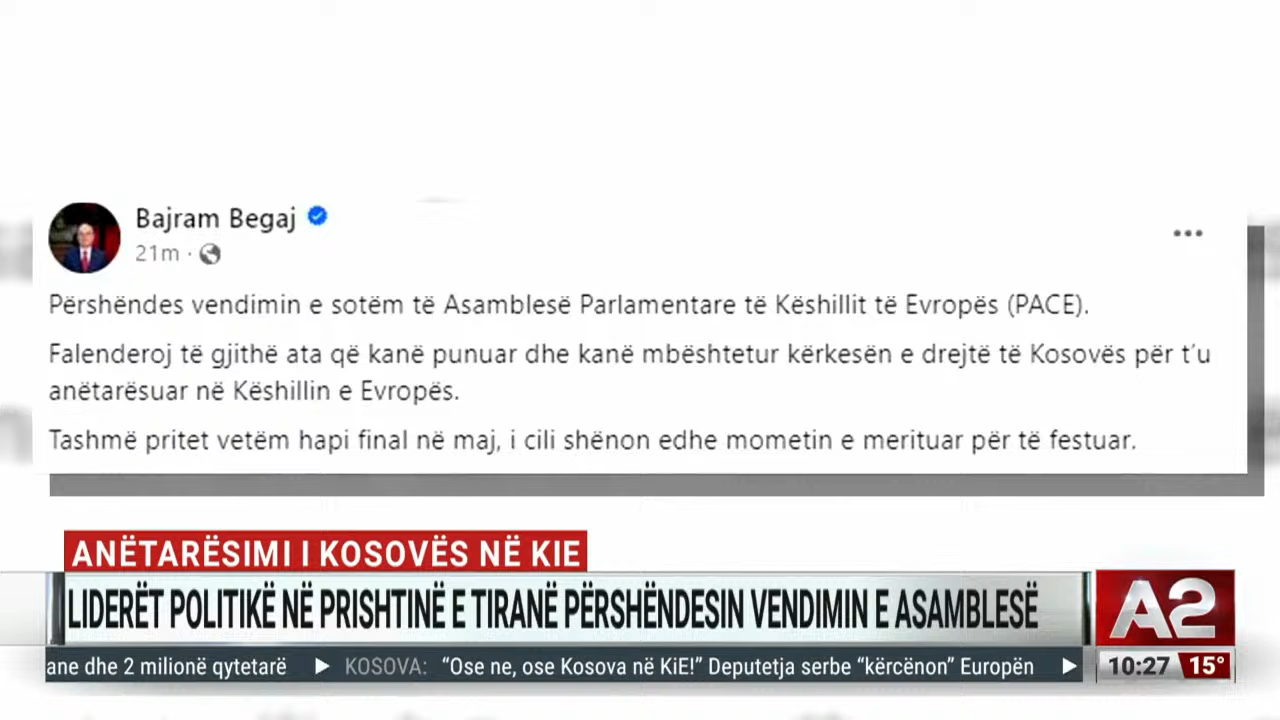 Bajram Begaj
21m ·
Përshëndes vendimin e sotëm të Asamblesë Parlamentare të Këshillit të Evropës (PACE).
Falenderoj të gjithë ata që kanë punuar dhe kanë mbështetur kërkesën e drejtë të Kosovës për t'u
anëtarësuar në Këshillin e Evropës.
Tashmë pritet vetëm hapi final në maj, i cili shënon edhe mometin e merituar për të festuar.
ANËTARËSIMI I KOSOVËS NË KIE
LIDERËT POLITIKË NË PRISHTINË E TIRANË PËRSHËNDESIN VENDIMIN E ASAMBLESË
A2
ane dhe 2 milionë qytetarë ▶ KOSOVA: “Ose ne, ose Kosova në KiE!” Deputetja serbe “kërcënon” Europën ▶
10:27 15°